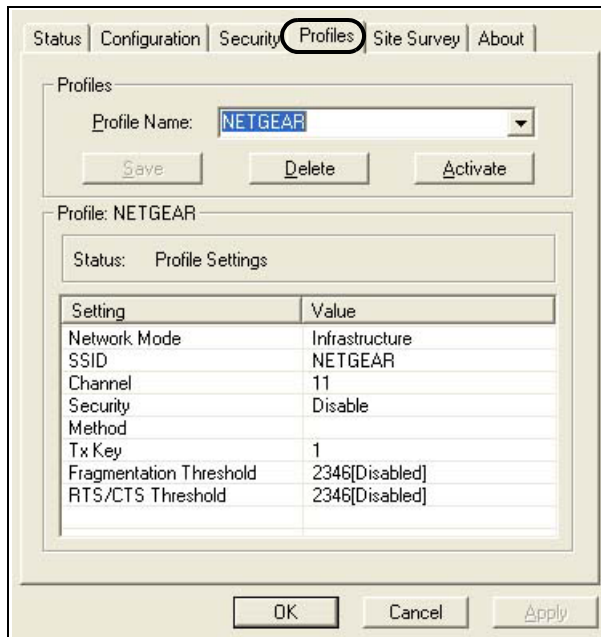 Status Configuration Security Profiles Site Survey About
Profiles
Profile Name: NETGEAR
Save Delete Activate
Profile: NETGEAR
Status: Profile Settings
Setting Value
Network Mode Infrastructure
SSID NETGEAR
Channel 11
Security Disable
Method
Tx Key 1
Fragmentation Threshold 2346[Disabled]
RTS/CTS Threshold 2346[Disabled]
OK Cancel Apply